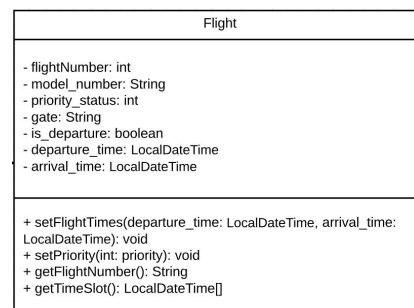 Flight
- flightNumber: int
- model_number: String
- priority_status: int
- gate: String
- is_departure: boolean
- departure_time: LocalDateTime
- arrival_time: LocalDateTime
+ setFlightTimes(departure_time: LocalDateTime, arrival_time:
LocalDateTime): void
+ setPriority(int: priority): void
+ getFlightNumber(): String
+ getTimeSlot(): LocalDateTime[]